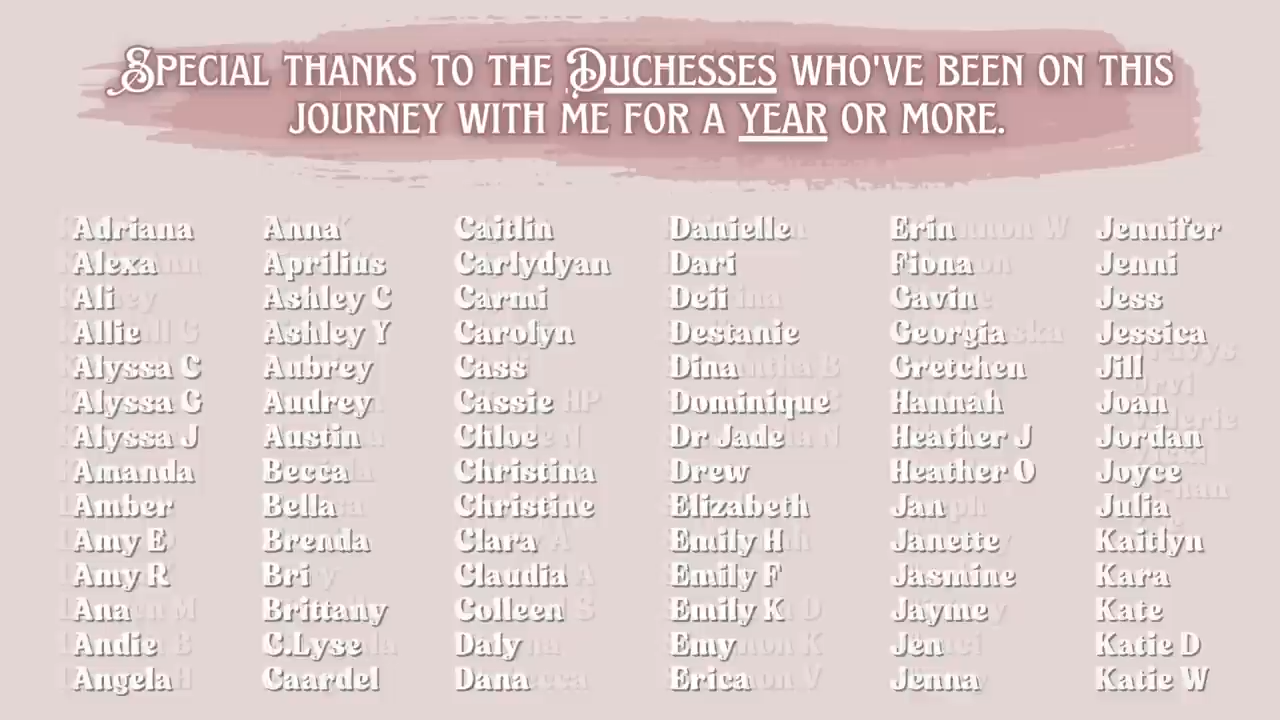 Special thanks to the Duchesses who've been on this
journey with me for a year or more.
Adriana
Alexa
Ali
Allie
Alyssa C
Alyssa G
Alyssa J
Amanda
Amber
Amy E
Amy R
Ana
Andie
Angela
Anna
Aprilius
Ashley C
Ashley Y
Aubrey
Audrey
Austin
Becca
Bella
Brenda
Bri
Brittany
C.Lyse
Caardel
Caitlin
Carlydyan
Carmi
Carolyn
Cass
Cassie
Chloe
Christina
Christine
Clara
Claudia
Colleen
Daly
Dana
Danielle
Dari
Deii
Destanie
Dina
Dominique
Dr Jade
Drew
Elizabeth
Emily H
Emily F
Emily K
Emy
Erica
Erin
Fiona
Gavin
Georgia
Gretchen
Hannah
Heather J
Heather O
Jan
Janette
Jasmine
Jayme
Jen
Jenna
Jennifer
Jenni
Jess
Jessica
Jill
Joan
Jordan
Joyce
Julia
Kaitlyn
Kara
Kate
Katie D
Katie W